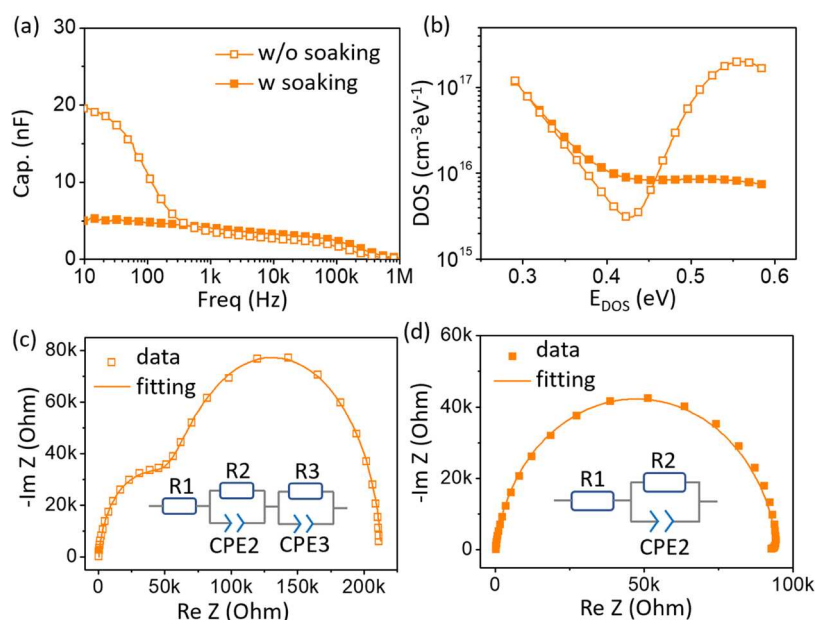 (a)
30
20
10
0
Cap. (nF)
w/o soaking
w soaking
10 100 1k 10k 100k 1M
Freq (Hz)
(b)
10^17
10^16
10^15
DOS (cm^-3eV^-1)
0.3 0.4 0.5 0.6
E_DOS (eV)
(c)
80k
60k
40k
20k
0
-Im Z (Ohm)
data
fitting
R1
R2
R3
CPE2
CPE3
0 50k 100k 150k 200k
Re Z (Ohm)
(d)
60k
40k
20k
0
-Im Z (Ohm)
data
fitting
R1
R2
CPE2
0 50k 100k
Re Z (Ohm)